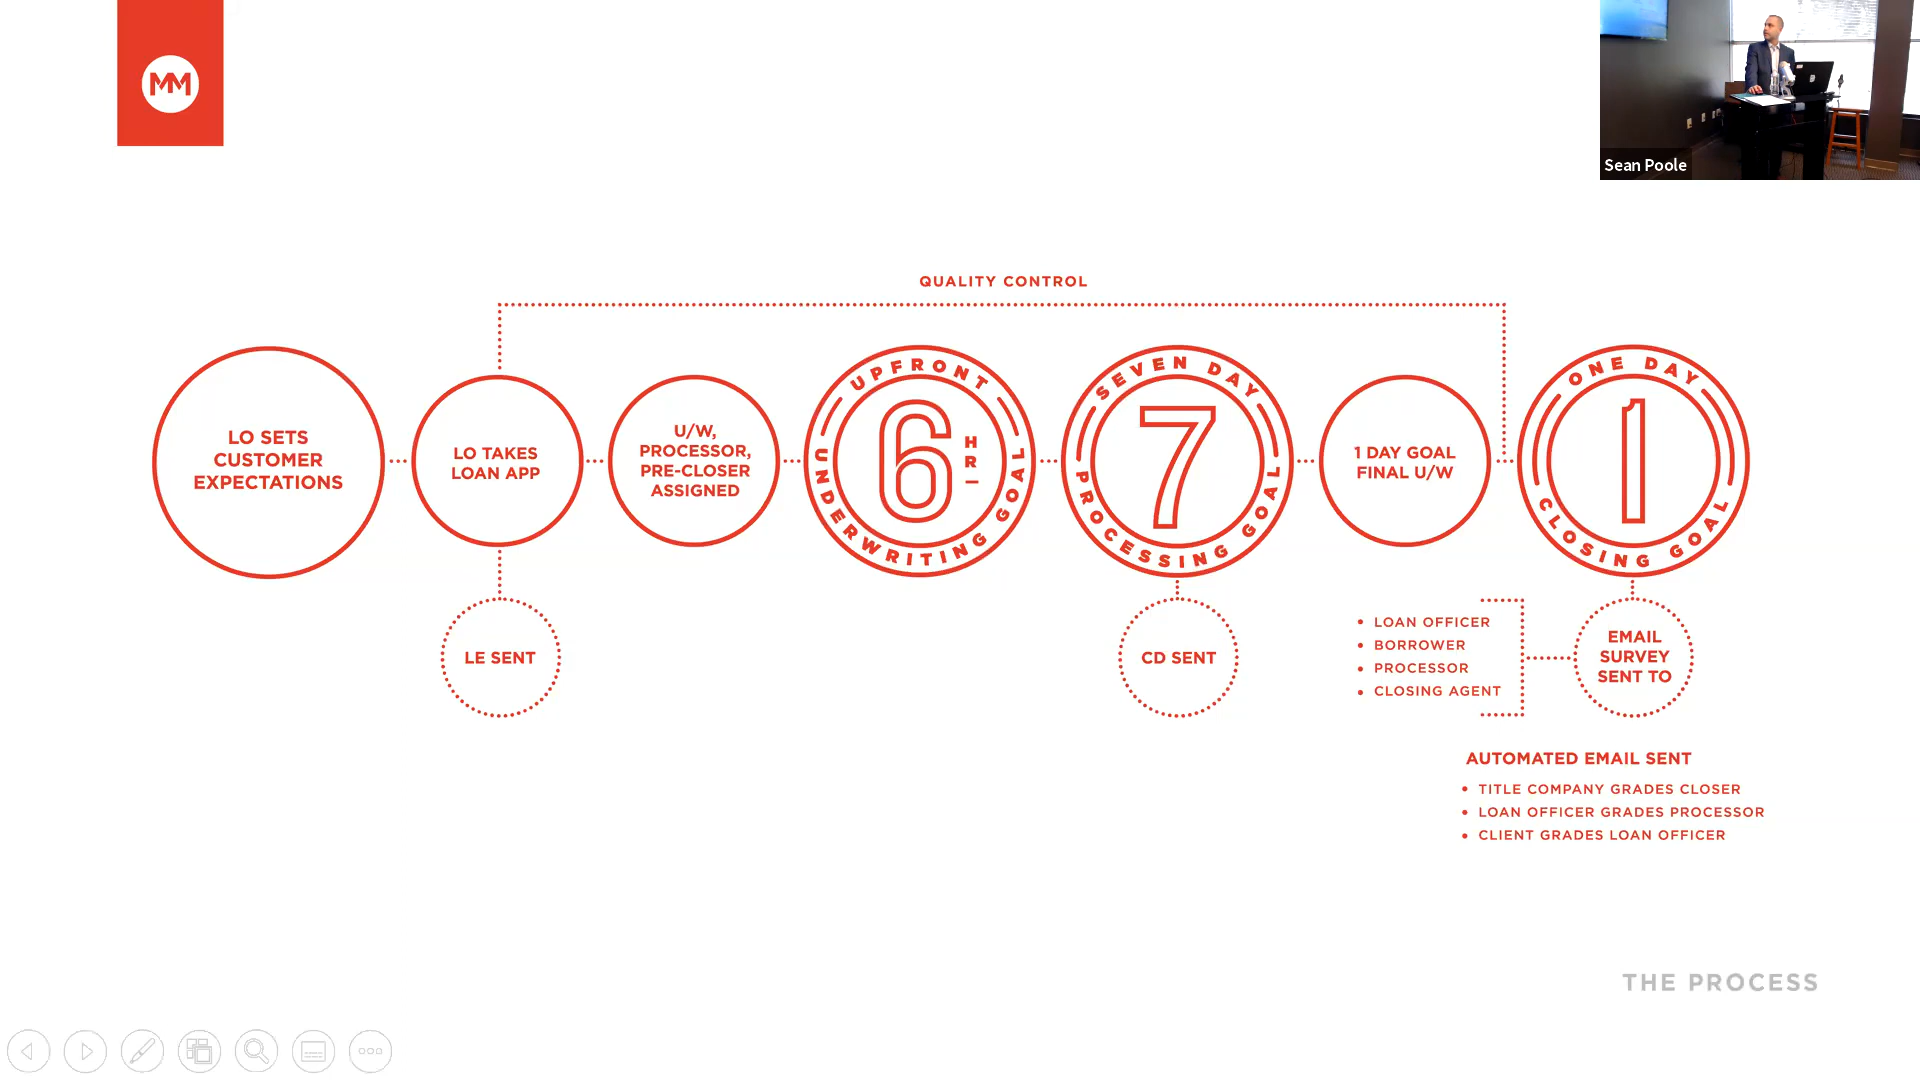 MM
Sean Poole
QUALITY CONTROL
LO SETS
CUSTOMER
EXPECTATIONS
LO TAKES
LOAN APP
U/W,
PROCESSOR,
PRE-CLOSER
ASSIGNED
UPFRONT
6
HR
UNDERWRITING GOAL
SEVEN DAY
7
PROCESSING GOAL
1 DAY GOAL
FINAL U/W
ONE DAY
1
CLOSING GOAL
LE SENT
CD SENT
• LOAN OFFICER
• BORROWER
• PROCESSOR
• CLOSING AGENT
EMAIL
SURVEY
SENT TO
AUTOMATED EMAIL SENT
• TITLE COMPANY GRADES CLOSER
• LOAN OFFICER GRADES PROCESSOR
• CLIENT GRADES LOAN OFFICER
THE PROCESS